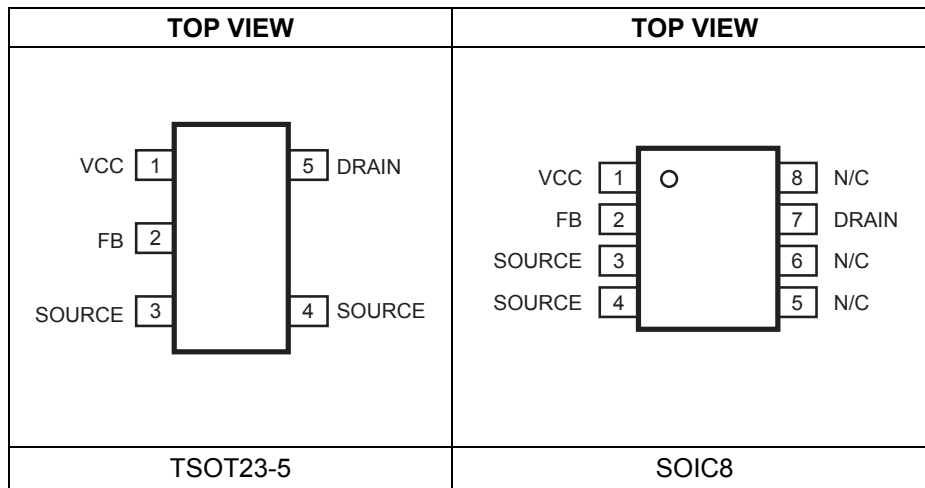 TOP VIEW
TOP VIEW
VCC 1
5 DRAIN
FB 2
SOURCE 3
4 SOURCE
VCC 1
8 N/C
FB 2
7 DRAIN
SOURCE 3
6 N/C
SOURCE 4
5 N/C
TSOT23-5
SOIC8